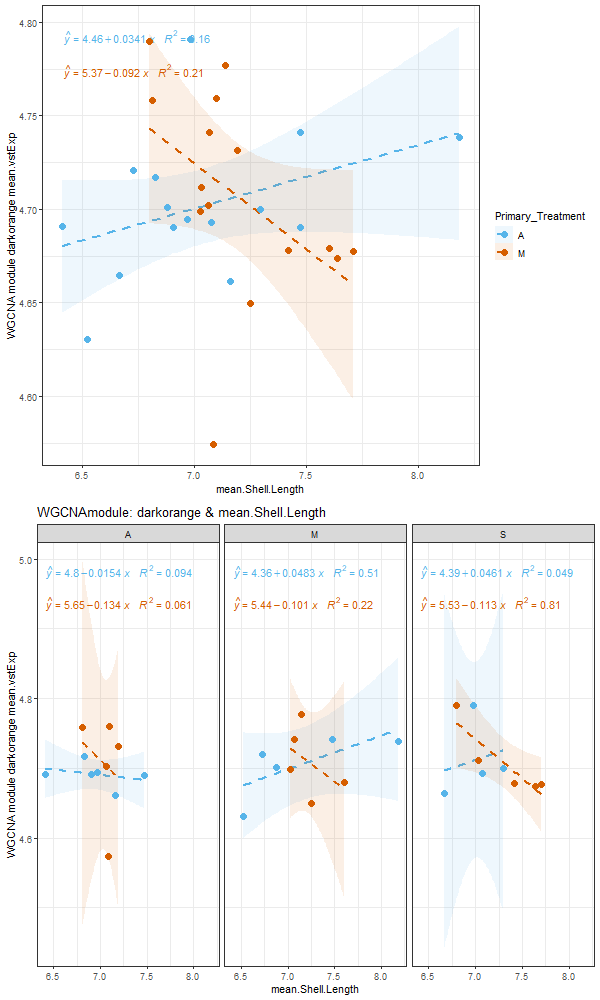 4.80
4.75
4.70
4.65
4.60
WGCNA module darkorange mean.vstExp
ŷ = 4.46 + 0.0341 x R² = 0.16
ŷ = 5.37 − 0.092 x R² = 0.21
6.5 7.0 7.5 8.0
mean.Shell.Length
Primary_Treatment
A
M
WGCNAmodule: darkorange & mean.Shell.Length
A M S
5.0
4.8
4.6
WGCNA module darkorange mean.vstExp
ŷ = 4.8 − 0.0154 x R² = 0.094
ŷ = 5.65 − 0.134 x R² = 0.061
ŷ = 4.36 + 0.0483 x R² = 0.51
ŷ = 5.44 − 0.101 x R² = 0.22
ŷ = 4.39 + 0.0461 x R² = 0.049
ŷ = 5.53 − 0.113 x R² = 0.81
6.5 7.0 7.5 8.0 6.5 7.0 7.5 8.0 6.5 7.0 7.5 8.0
mean.Shell.Length